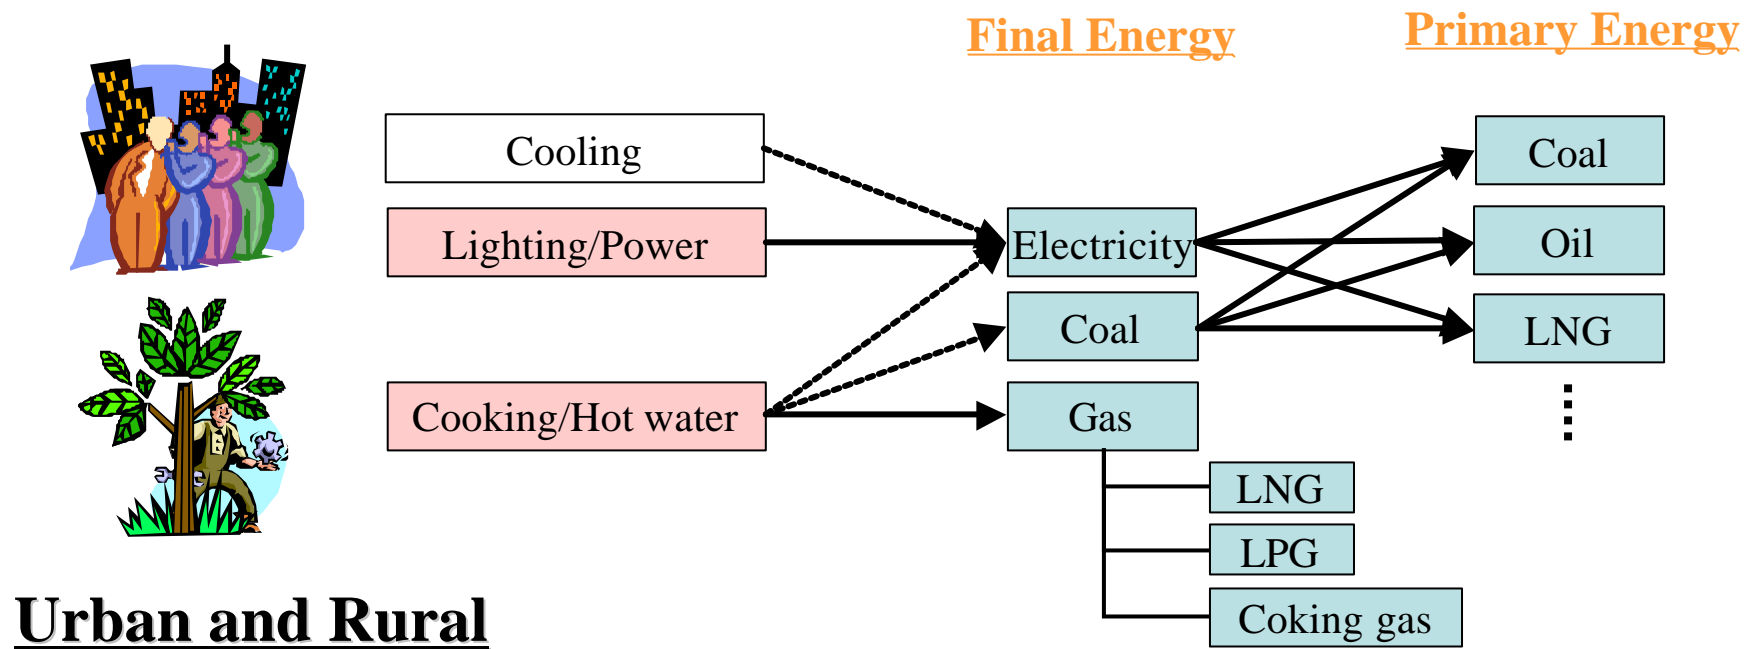 Final Energy
Primary Energy
Cooling
Lighting/Power
Cooking/Hot water
Electricity
Coal
Gas
LNG
LPG
Coking gas
Coal
Oil
LNG
Urban and Rural